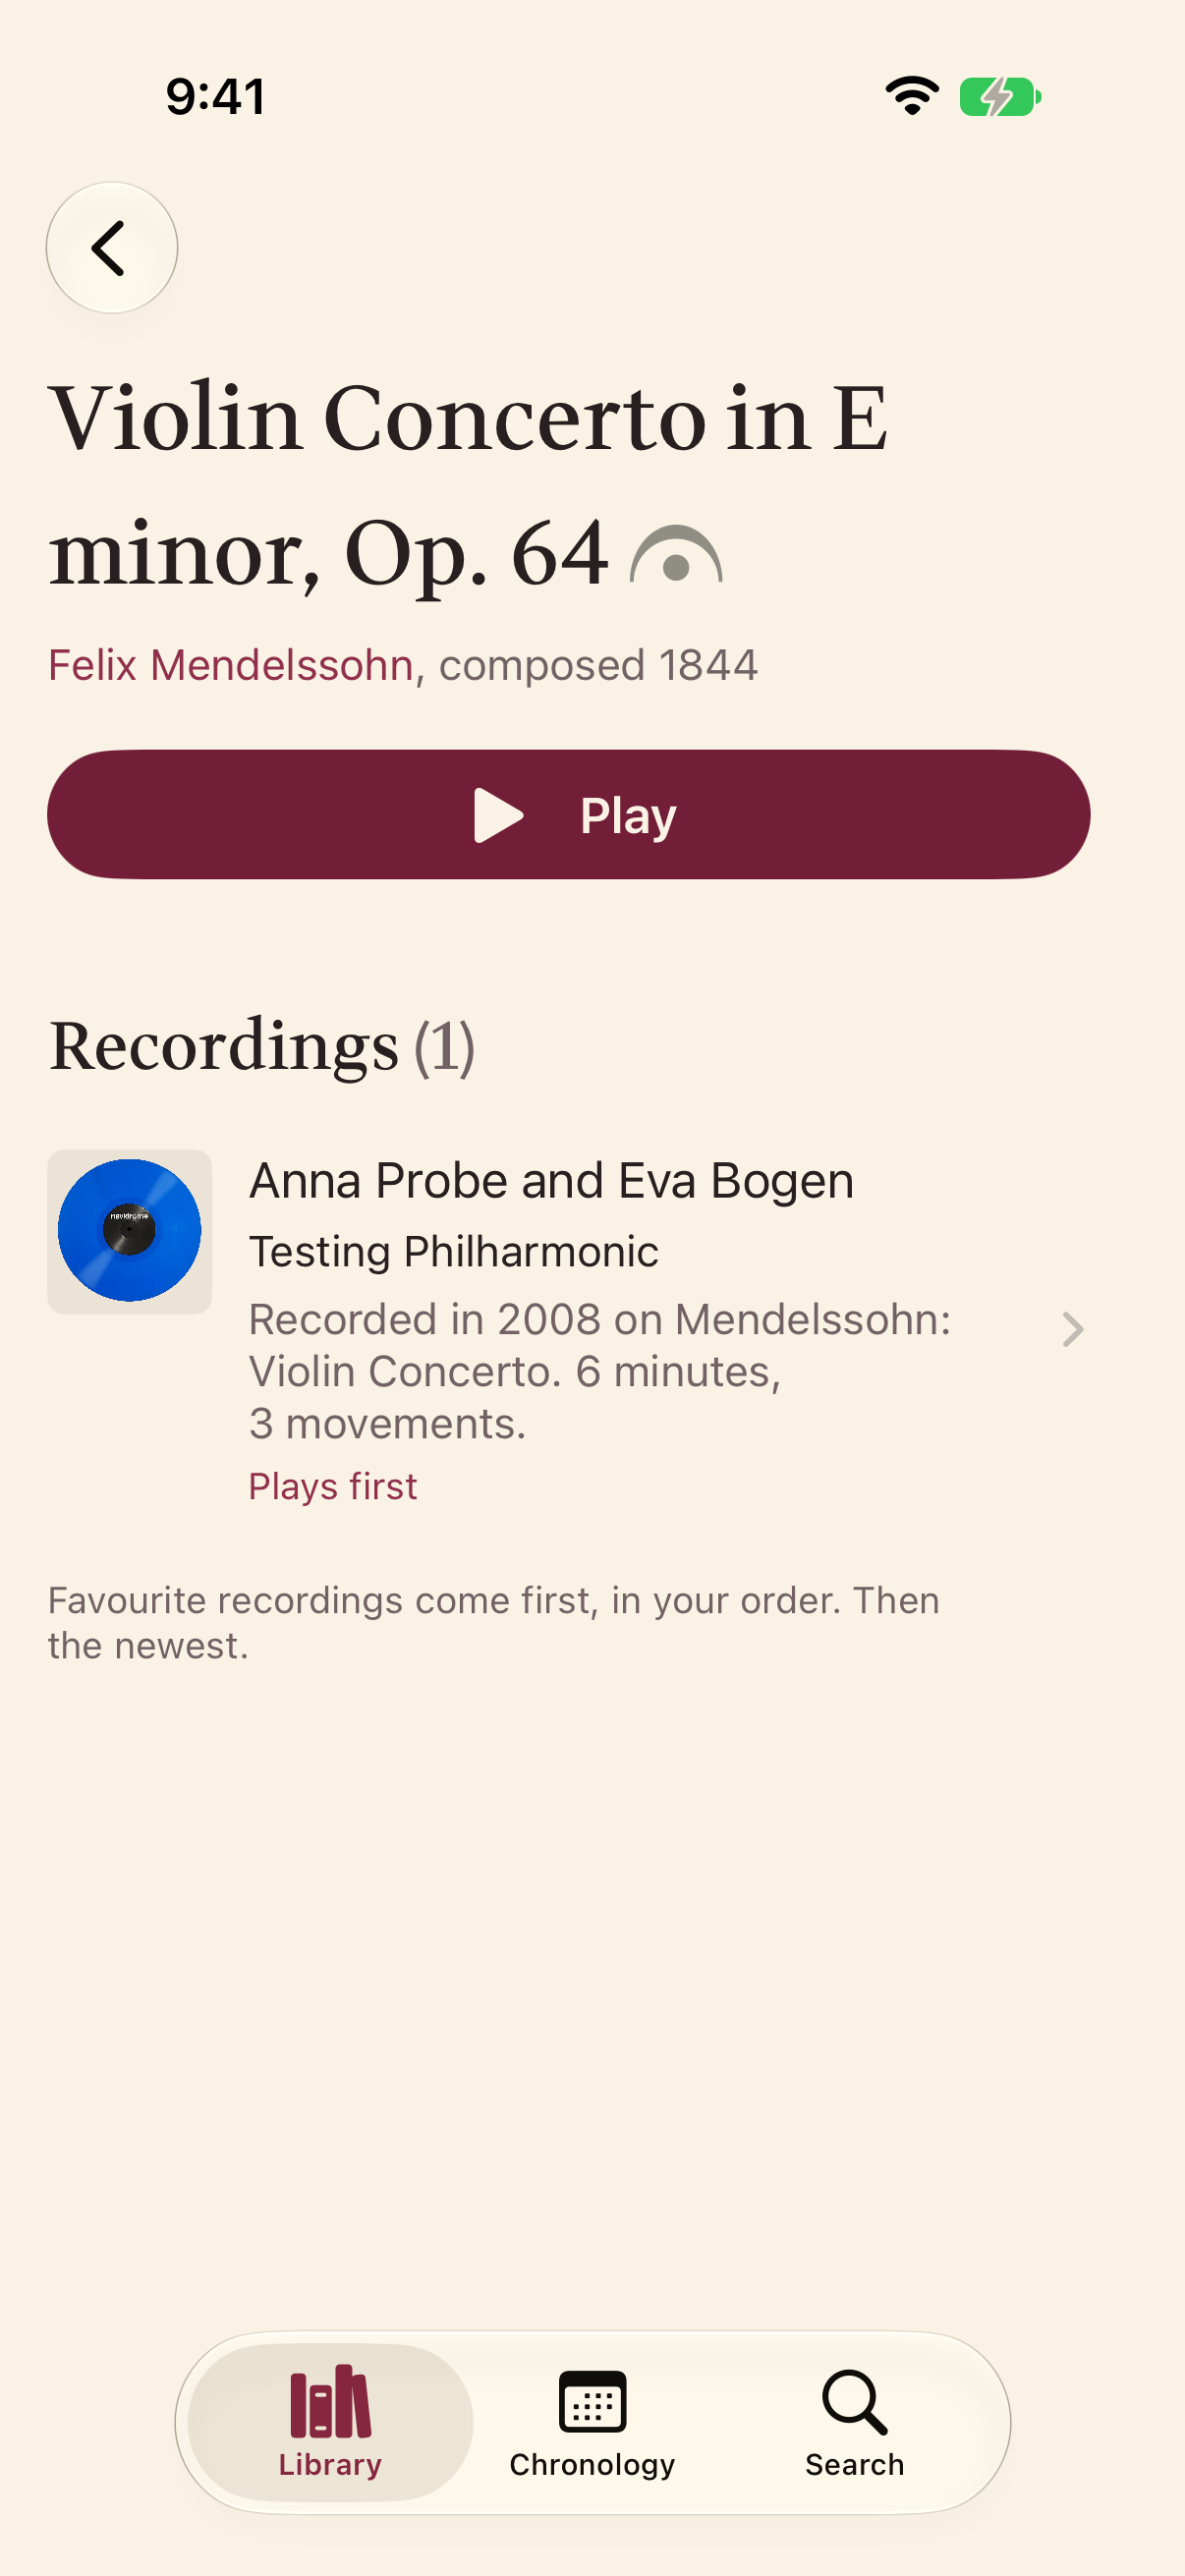 9:41
Violin Concerto in E
minor, Op. 64
Felix Mendelssohn, composed 1844
Play
Recordings (1)
navidrome
Anna Probe and Eva Bogen
Testing Philharmonic
Recorded in 2008 on Mendelssohn:
Violin Concerto. 6 minutes,
3 movements.
Plays first
Favourite recordings come first, in your order. Then
the newest.
Library
Chronology
Search